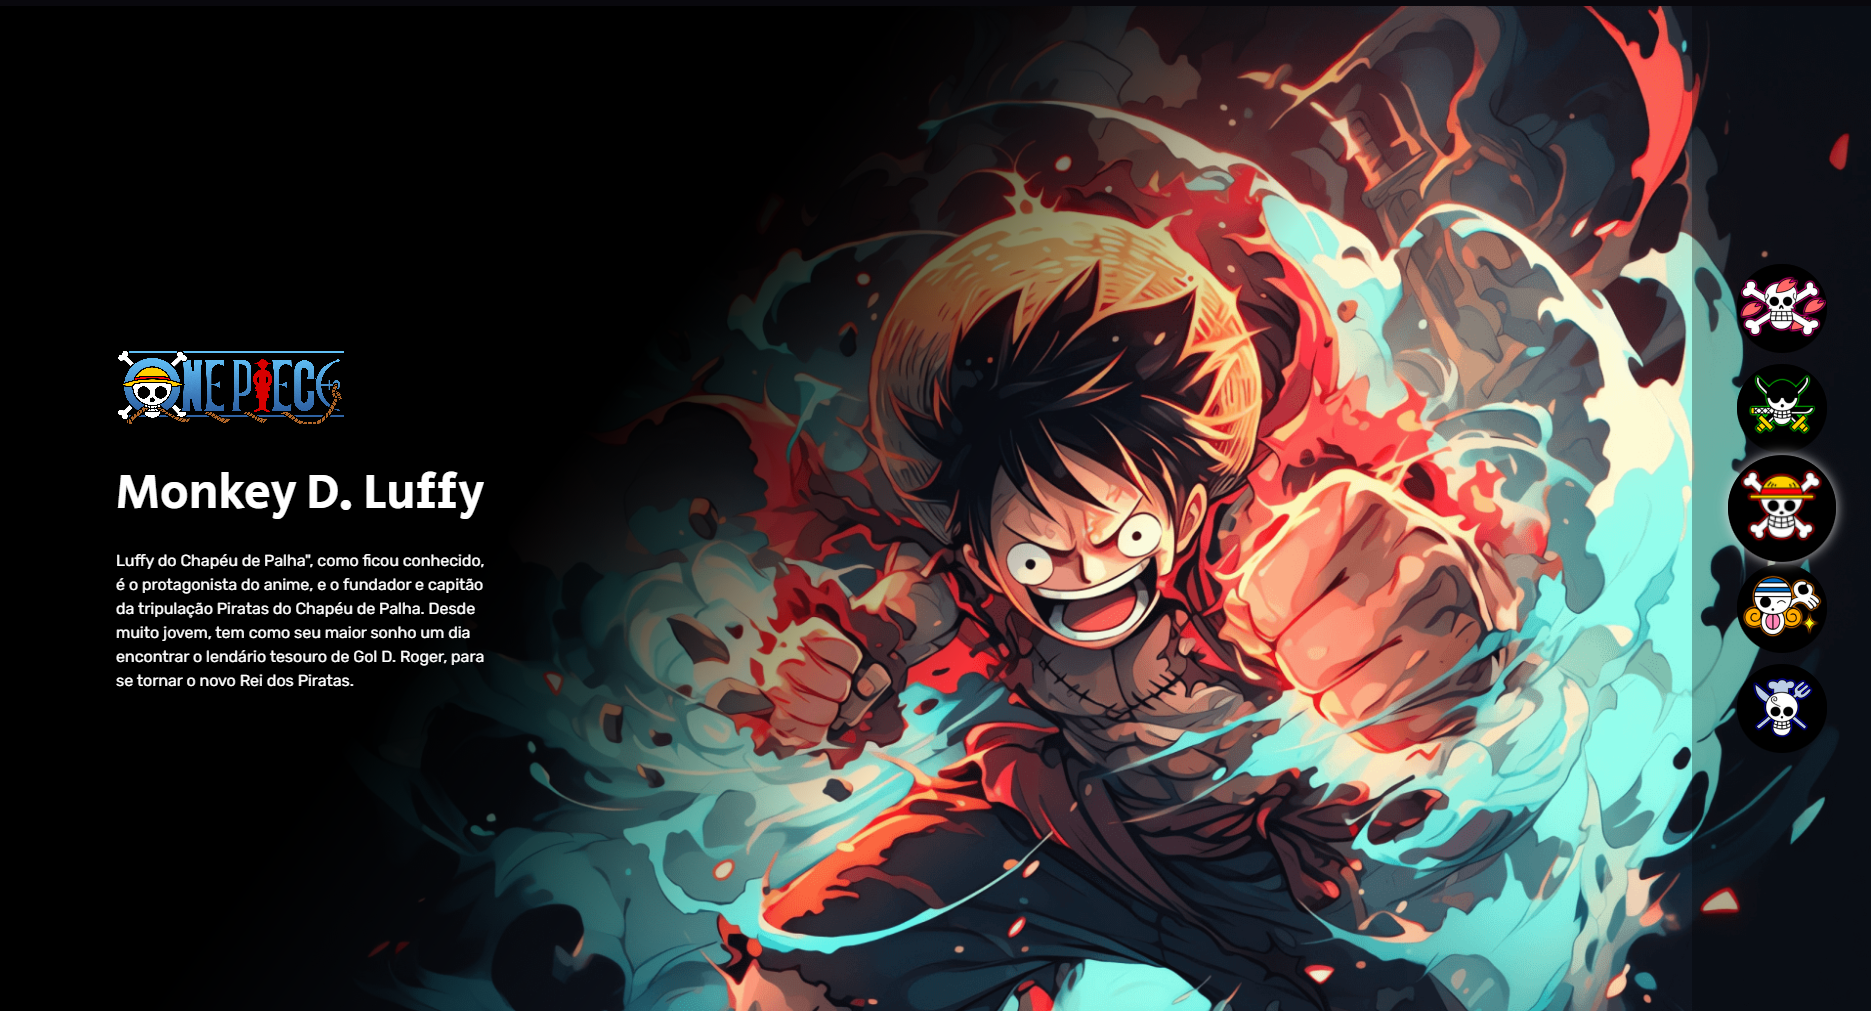 ONE PIECE
Monkey D. Luffy
Luffy do Chapéu de Palha", como ficou conhecido,
é o protagonista do anime, e o fundador e capitão
da tripulação Piratas do Chapéu de Palha. Desde
muito jovem, tem como seu maior sonho um dia
encontrar o lendário tesouro de Gol D. Roger, para
se tornar o novo Rei dos Piratas.